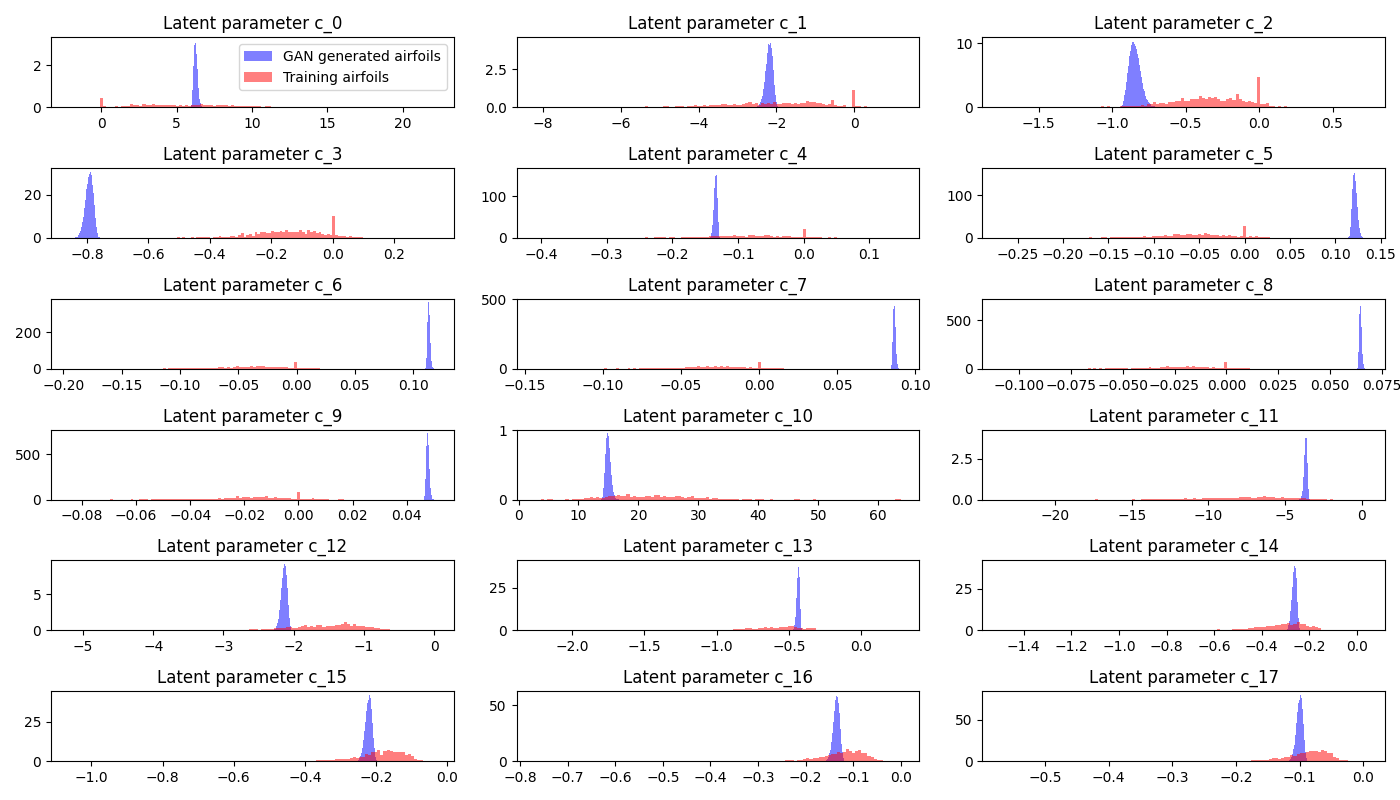 Latent parameter c_0
GAN generated airfoils
Training airfoils
2
0
0 5 10 15 20
Latent parameter c_1
2.5
0.0
−8 −6 −4 −2 0
Latent parameter c_2
10
0
−1.5 −1.0 −0.5 0.0 0.5
Latent parameter c_3
20
0
−0.8 −0.6 −0.4 −0.2 0.0 0.2
Latent parameter c_4
100
0
−0.4 −0.3 −0.2 −0.1 0.0 0.1
Latent parameter c_5
100
0
−0.25 −0.20 −0.15 −0.10 −0.05 0.00 0.05 0.10 0.15
Latent parameter c_6
200
0
−0.20 −0.15 −0.10 −0.05 0.00 0.05 0.10
Latent parameter c_7
500
0
−0.15 −0.10 −0.05 0.00 0.05 0.10
Latent parameter c_8
500
0
−0.100 −0.075 −0.050 −0.025 0.000 0.025 0.050 0.075
Latent parameter c_9
500
0
−0.08 −0.06 −0.04 −0.02 0.00 0.02 0.04
Latent parameter c_10
1
0
0 10 20 30 40 50 60
Latent parameter c_11
2.5
0.0
−20 −15 −10 −5 0
Latent parameter c_12
5
0
−5 −4 −3 −2 −1 0
Latent parameter c_13
25
0
−2.0 −1.5 −1.0 −0.5 0.0
Latent parameter c_14
25
0
−1.4 −1.2 −1.0 −0.8 −0.6 −0.4 −0.2 0.0
Latent parameter c_15
25
0
−1.0 −0.8 −0.6 −0.4 −0.2 0.0
Latent parameter c_16
50
0
−0.8 −0.7 −0.6 −0.5 −0.4 −0.3 −0.2 −0.1 0.0
Latent parameter c_17
50
0
−0.5 −0.4 −0.3 −0.2 −0.1 0.0